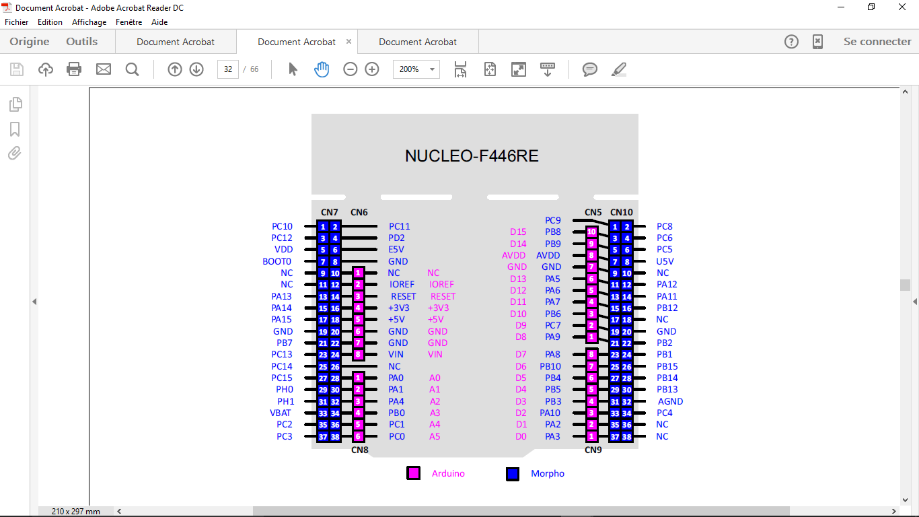 Document Acrobat - Adobe Acrobat Reader DC
Fichier Edition Affichage Fenêtre Aide
Origine Outils Document Acrobat Document Acrobat × Document Acrobat ? Se connecter
32 / 66 200%
NUCLEO-F446RE
CN7 CN6 CN5 CN10
PC9
PC10 1 2 PC11 D15 PB8 10 1 2 PC8
PC12 3 4 PD2 D14 PB9 9 3 4 PC6
VDD 5 6 E5V AVDD AVDD 8 5 6 PC5
BOOT0 7 8 GND GND GND 7 7 8 U5V
NC 9 10 1 NC NC D13 PA5 6 9 10 NC
NC 11 12 2 IOREF IOREF D12 PA6 5 11 12 PA12
PA13 13 14 3 RESET RESET D11 PA7 4 13 14 PA11
PA14 15 16 4 +3V3 +3V3 D10 PB6 3 15 16 PB12
PA15 17 18 5 +5V +5V D9 PC7 2 17 18 NC
GND 19 20 6 GND GND D8 PA9 1 19 20 GND
PB7 21 22 7 GND GND 21 22 PB2
PC13 23 24 8 VIN VIN D7 PA8 8 23 24 PB1
PC14 25 26 NC D6 PB10 7 25 26 PB15
PC15 27 28 1 PA0 A0 D5 PB4 6 27 28 PB14
PH0 29 30 2 PA1 A1 D4 PB5 5 29 30 PB13
PH1 31 32 3 PA4 A2 D3 PB3 4 31 32 AGND
VBAT 33 34 4 PB0 A3 D2 PA10 3 33 34 PC4
PC2 35 36 5 PC1 A4 D1 PA2 2 35 36 NC
PC3 37 38 6 PC0 A5 D0 PA3 1 37 38 NC
CN8 CN9
Arduino Morpho
210 x 297 mm